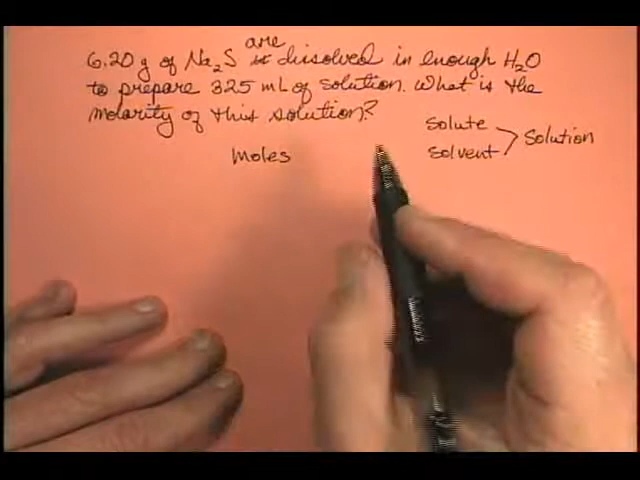 are
6.20 g of Na₂S is dissolved in enough H₂O
to prepare 325 mL of solution. What is the
molarity of this solution?
solute
solvent > solution
moles